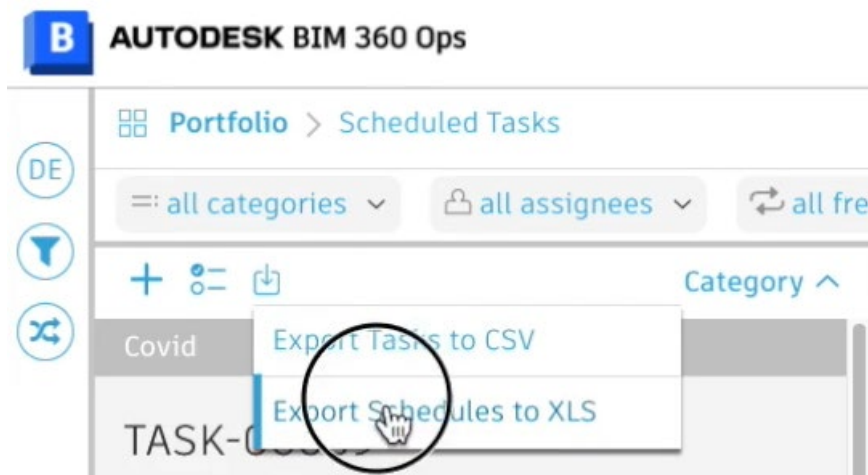 B AUTODESK BIM 360 Ops
Portfolio > Scheduled Tasks
DE
all categories all assignees all fre
Category
Covid
Export Tasks to CSV
Export Schedules to XLS